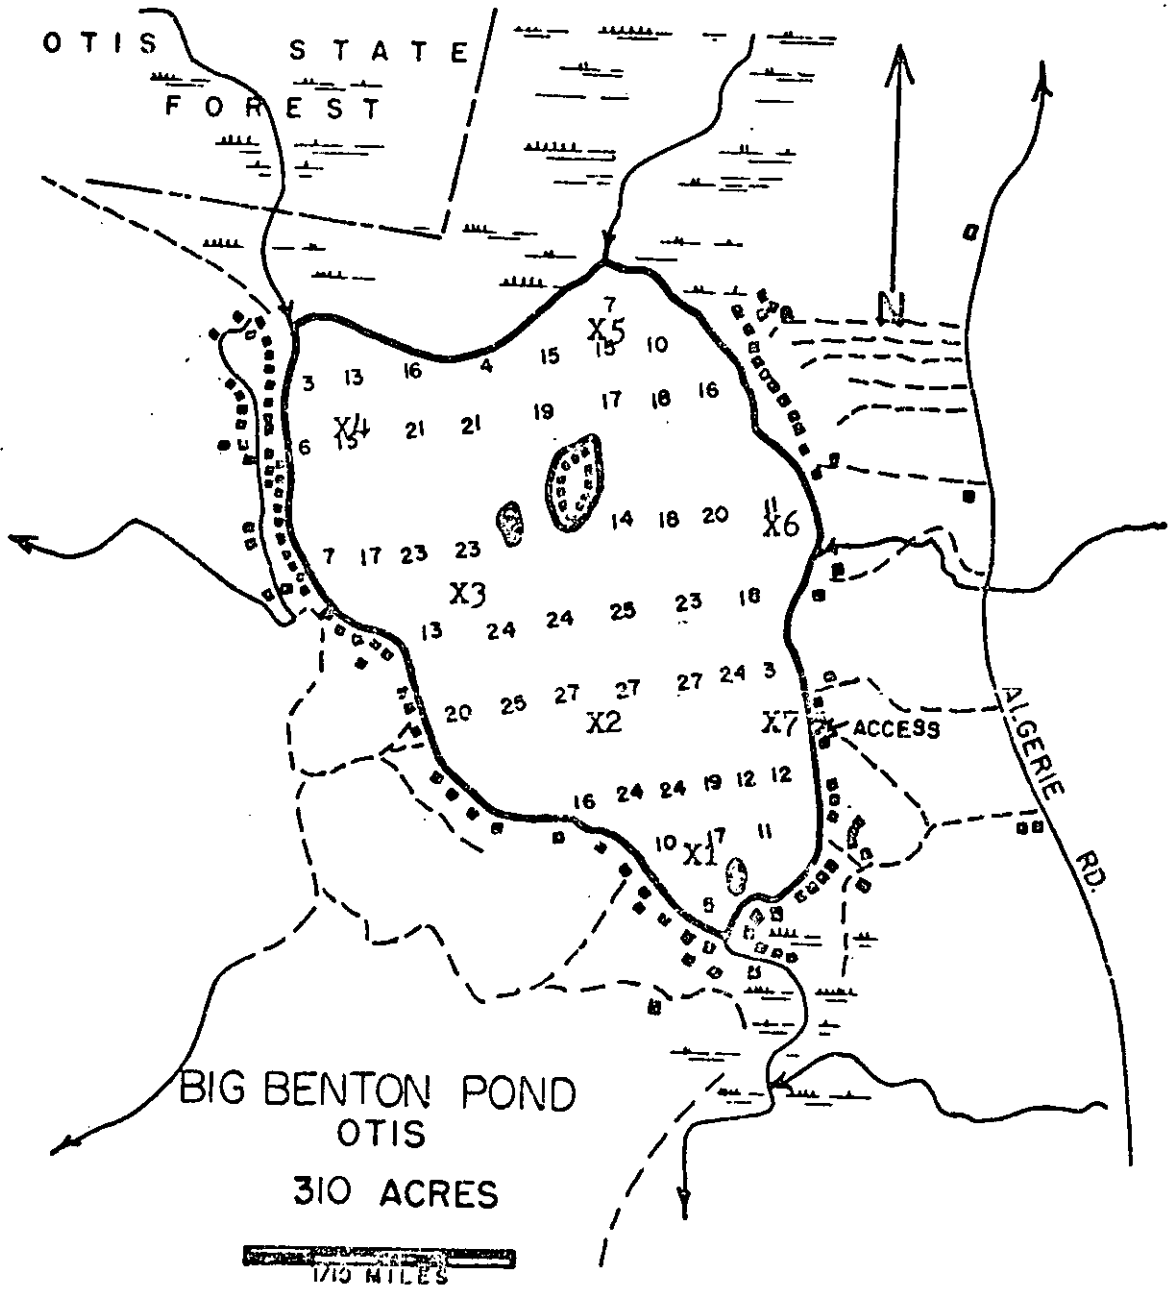 OTIS STATE
FOREST
N
7
X5
15 15 10
3 13 16 4
16
19 17 18
X4
6 15 21 21
14 18 20 11
X6
7 17 23 23
X3
13 24 24 25 23 18
20 25 27 27 27 24 3
X2 X7
ACCESS
ALGERIE RD.
16 24 24 19 12 12
10 17 11
X1
BIG BENTON POND
OTIS
310 ACRES
1/10 MILES